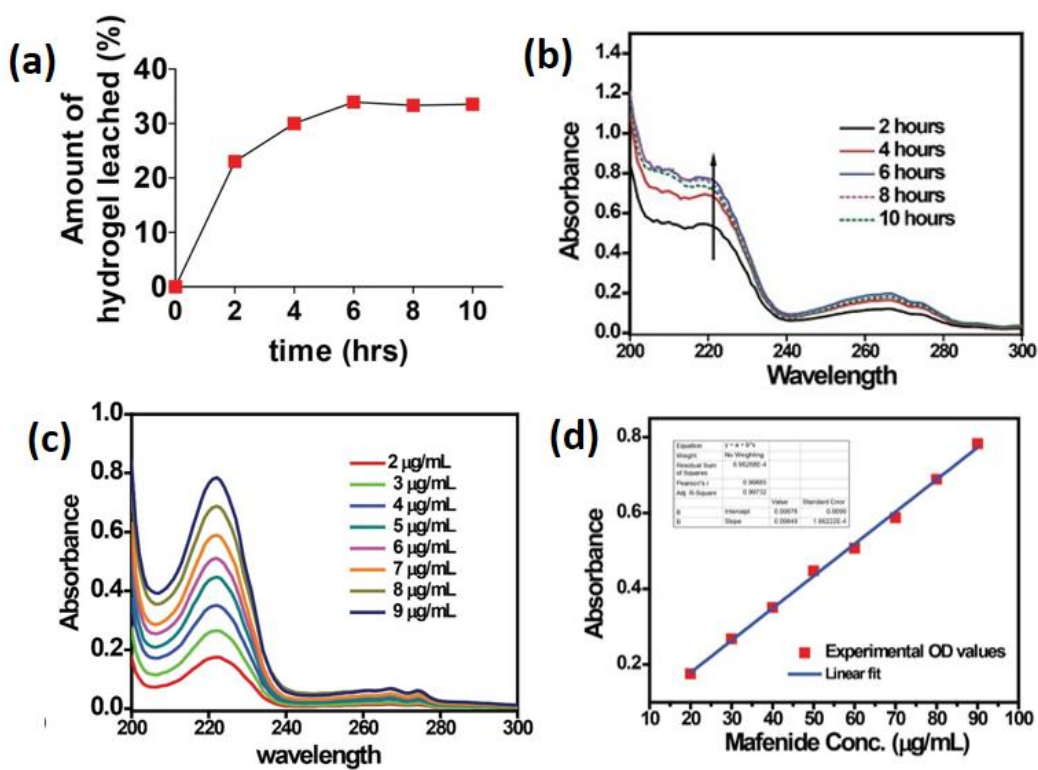 (a)
Amount of
hydrogel leached (%)
40
30
20
10
0
0 2 4 6 8 10
time (hrs)
(b)
Absorbance
1.4
1.2
1.0
0.8
0.6
0.4
0.2
0.0
2 hours
4 hours
6 hours
8 hours
10 hours
200 220 240 260 280 300
Wavelength
(c)
Absorbance
1.0
0.8
0.6
0.4
0.2
0.0
2 µg/mL
3 µg/mL
4 µg/mL
5 µg/mL
6 µg/mL
7 µg/mL
8 µg/mL
9 µg/mL
200 220 240 260 280 300
wavelength
(d)
Absorbance
0.8
0.6
0.4
0.2
Equation y = a + b*x
Weight No Weighting
Residual Sum
of Squares
Pearson's r
Adj. R-Square
Value Standard Error
B Intercept
B Slope
Experimental OD values
Linear fit
10 20 30 40 50 60 70 80 90 100
Mafenide Conc. (µg/mL)